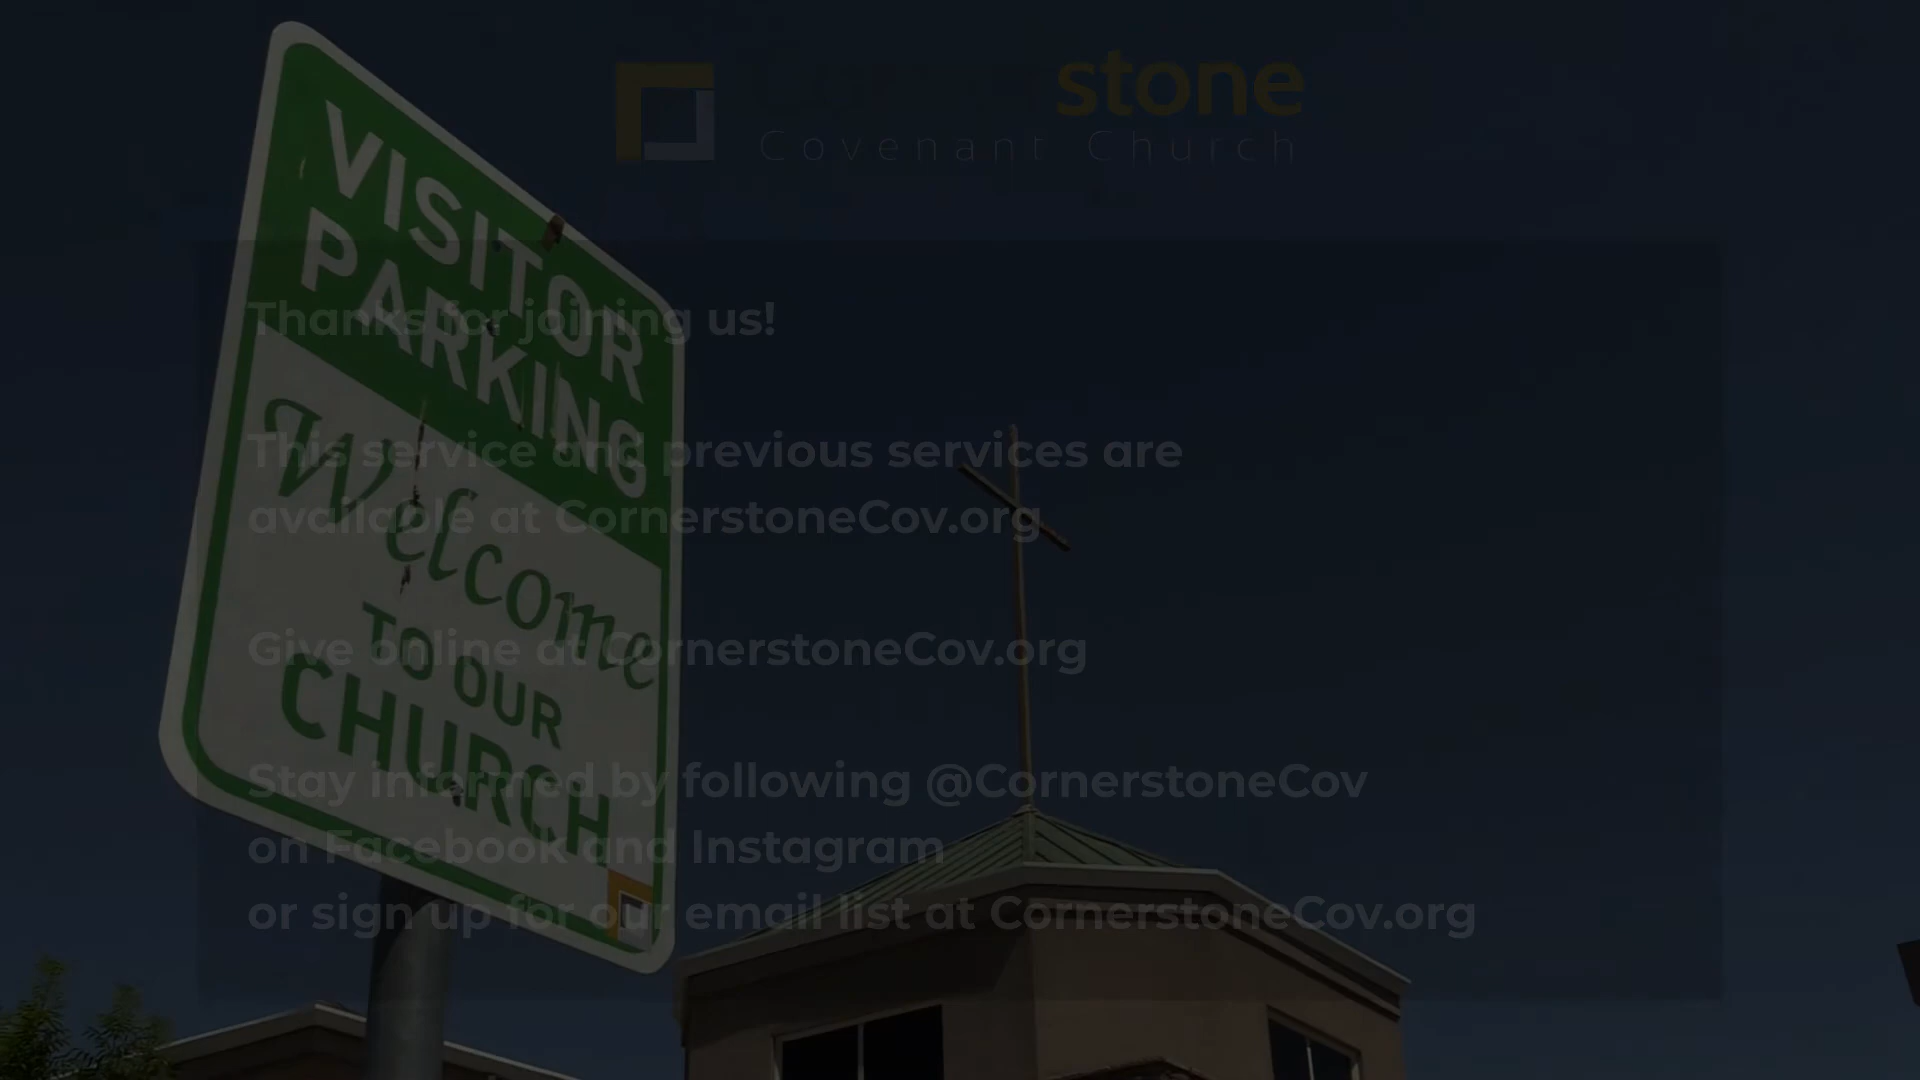 stone
Covenant Church
VISITOR
PARKING
Welcome
TO OUR
CHURCH
Thanks for joining us!
This service and previous services are
available at CornerstoneCov.org
Give online at CornerstoneCov.org
Stay informed by following @CornerstoneCov
on Facebook and Instagram
or sign up for our email list at CornerstoneCov.org